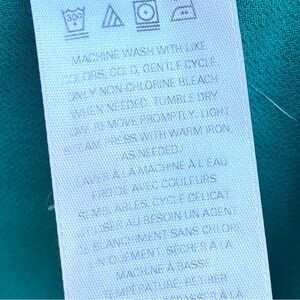 MACHINE WASH WITH LIKE
COLORS, COLD, GENTLE CYCLE.
ONLY NON-CHLORINE BLEACH
WHEN NEEDED. TUMBLE DRY
LOW. REMOVE PROMPTLY. LIGHT
STEAM PRESS WITH WARM IRON,
AS NEEDED./
LAVER À LA MACHINE À L'EAU
FROIDE AVEC COULEURS
SEMBLABLES, CYCLE DÉLICAT.
UTILISER AU BESOIN UN AGENT
DE BLANCHIMENT SANS CHLORE
UNIQUEMENT. SÉCHER À LA
MACHINE À BASSE
TEMPÉRATURE. RETIRER
REPASSER À LA